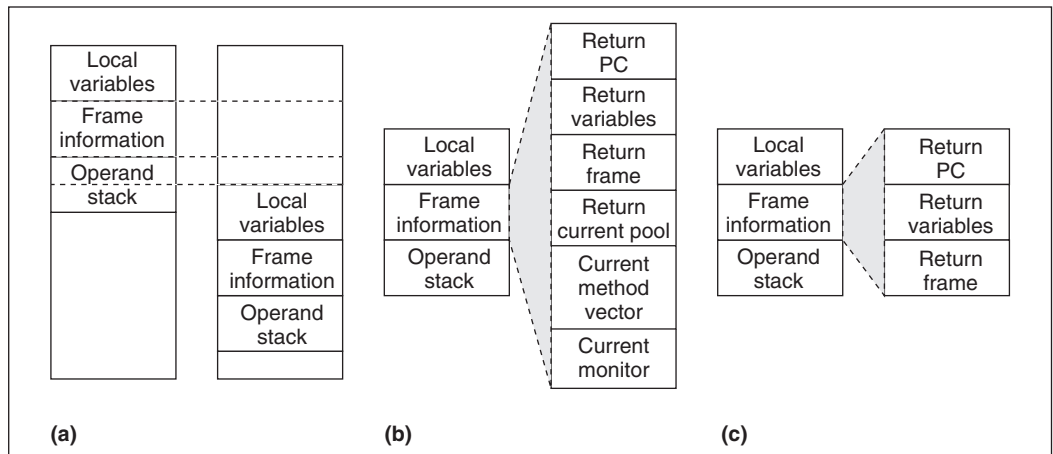 Local
variables
Frame
information
Operand
stack
Local
variables
Frame
information
Operand
stack
(a)
Local
variables
Frame
information
Operand
stack
Return
PC
Return
variables
Return
frame
Return
current pool
Current
method
vector
Current
monitor
(b)
Local
variables
Frame
information
Operand
stack
Return
PC
Return
variables
Return
frame
(c)